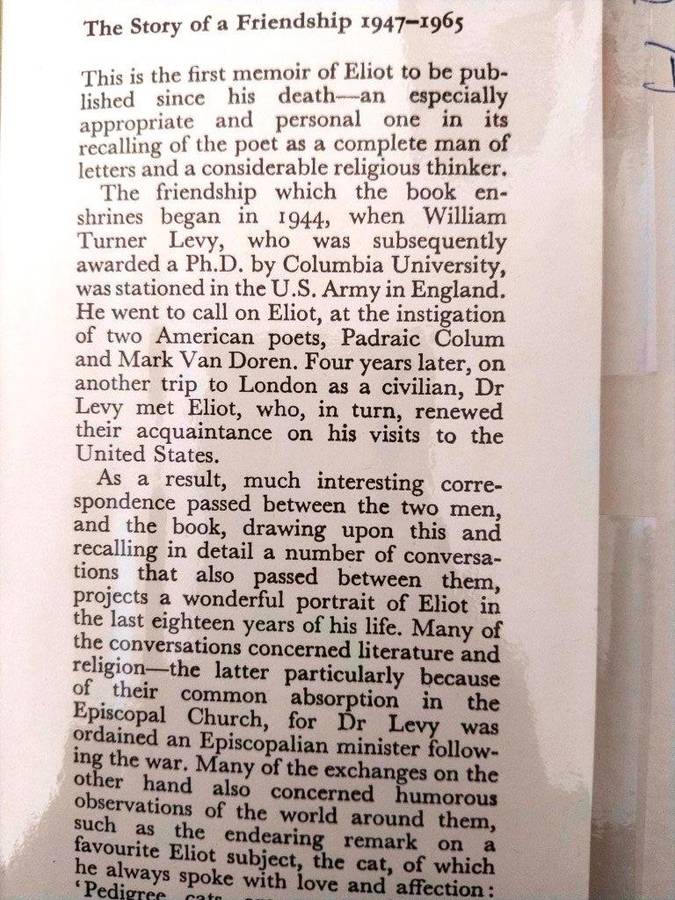 The Story of a Friendship 1947–1965
This is the first memoir of Eliot to be pub-
lished since his death—an especially
appropriate and personal one in its
recalling of the poet as a complete man of
letters and a considerable religious thinker.
The friendship which the book en-
shrines began in 1944, when William
Turner Levy, who was subsequently
awarded a Ph.D. by Columbia University,
was stationed in the U.S. Army in England.
He went to call on Eliot, at the instigation
of two American poets, Padraic Colum
and Mark Van Doren. Four years later, on
another trip to London as a civilian, Dr
Levy met Eliot, who, in turn, renewed
their acquaintance on his visits to the
United States.
As a result, much interesting corre-
spondence passed between the two men,
and the book, drawing upon this and
recalling in detail a number of conversa-
tions that also passed between them,
projects a wonderful portrait of Eliot in
the last eighteen years of his life. Many of
the conversations concerned literature and
religion—the latter particularly because
of their common absorption in the
Episcopal Church, for Dr Levy was
ordained an Episcopalian minister follow-
ing the war. Many of the exchanges on the
other hand also concerned humorous
observations of the world around them,
such as the endearing remark on a
favourite Eliot subject, the cat, of which
he always spoke with love and affection:
‘Pedigree cats